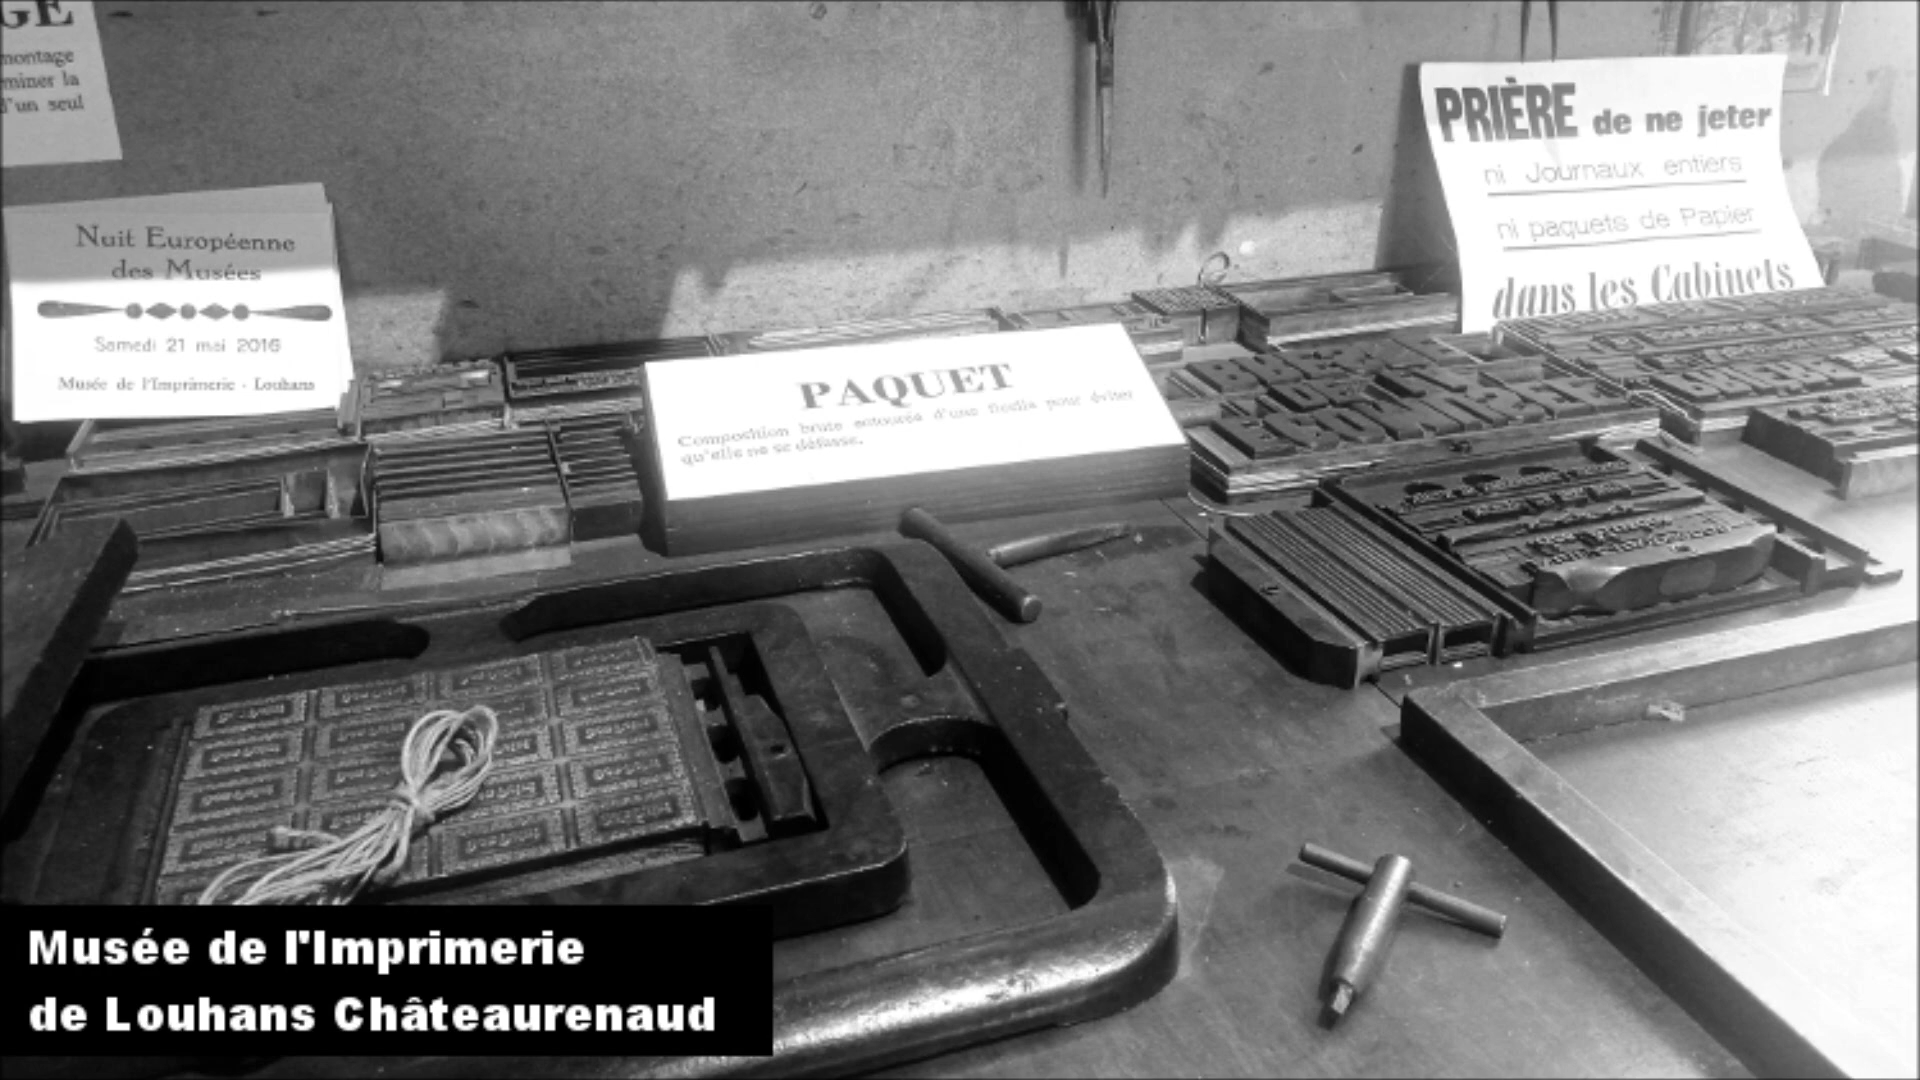 GE
montage
miner la
d'un seul
Nuit Européenne
des Musées
Samedi 21 mai 2016
Musée de l'Imprimerie - Louhans
PRIÈRE de ne jeter
ni Journaux entiers
ni paquets de Papier
dans les Cabinets
PAQUET
Composition brute entourée d'une ficelle pour éviter
qu'elle ne se défasse.
Musée de l'Imprimerie
de Louhans Châteaurenaud